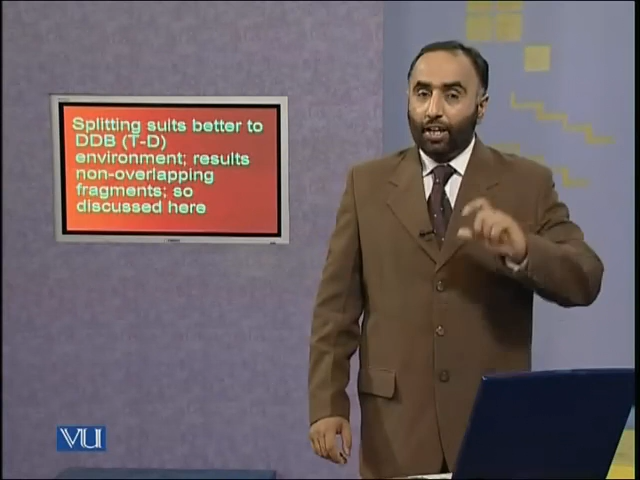 Splitting suits better to
DDB (T-D)
environment; results
non-overlapping
fragments; so
discussed here
VU